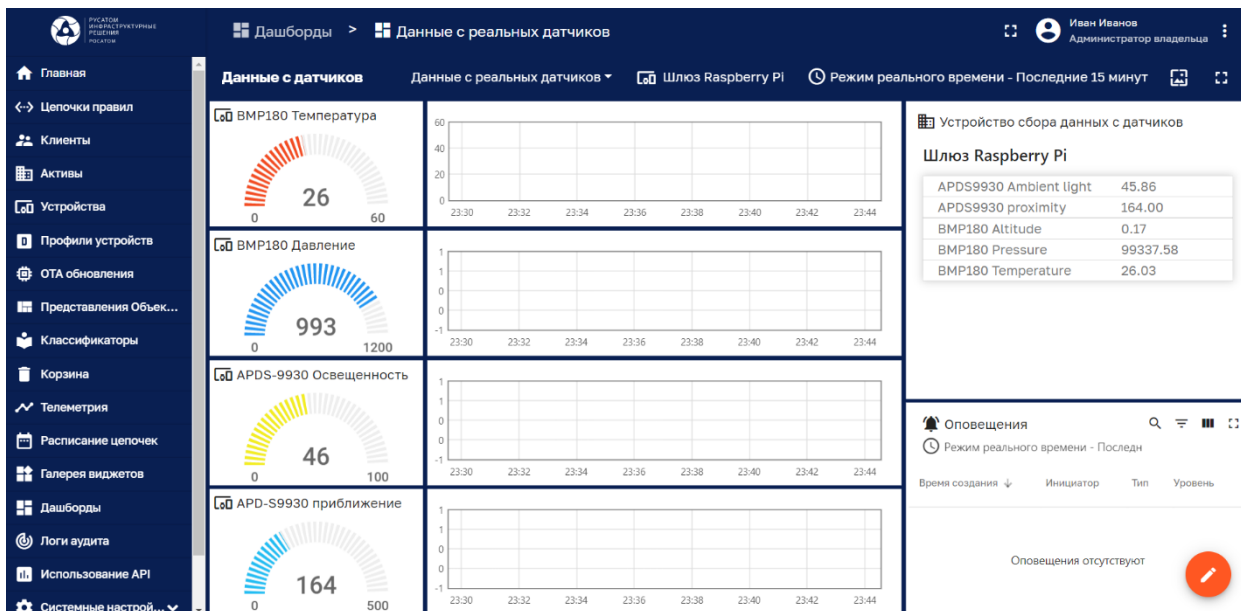 РУСАТОМ
ИНФРАСТРУКТУРНЫЕ
РЕШЕНИЯ
РОСАТОМ
Дашборды > Данные с реальных датчиков
Иван Иванов
Администратор владельца
Главная
Цепочки правил
Клиенты
Активы
Устройства
Профили устройств
ОТА обновления
Представления Объек...
Классификаторы
Корзина
Телеметрия
Расписание цепочек
Галерея виджетов
Дашборды
Логи аудита
Использование API
Системные настрой...
Данные с датчиков Данные с реальных датчиков Шлюз Raspberry Pi Режим реального времени - Последние 15 минут
BMP180 Температура
26
0 60
60
40
20
0
23:30 23:32 23:34 23:36 23:38 23:40 23:42 23:44
BMP180 Давление
993
0 1200
1
1
0
0
-1
23:30 23:32 23:34 23:36 23:38 23:40 23:42 23:44
APDS-9930 Освещенность
46
0 100
1
1
0
0
-1
23:30 23:32 23:34 23:36 23:38 23:40 23:42 23:44
APD-S9930 приближение
164
0 500
1
1
0
0
-1
23:30 23:32 23:34 23:36 23:38 23:40 23:42 23:44
Устройство сбора данных с датчиков
Шлюз Raspberry Pi
APDS9930 Ambient light 45.86
APDS9930 proximity 164.00
BMP180 Altitude 0.17
BMP180 Pressure 99337.58
BMP180 Temperature 26.03
Оповещения
Режим реального времени - Последн
Время создания Инициатор Тип Уровень
Оповещения отсутствуют